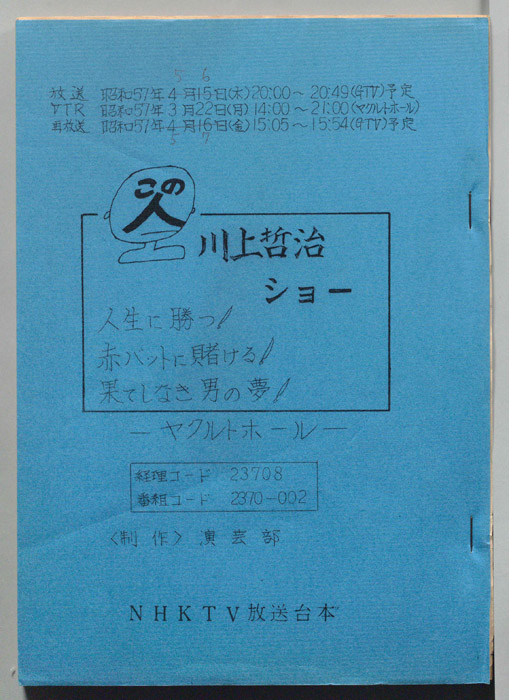 5 6
放送 昭和57年4月15日(木)20:00～20:49(GTV)予定
VTR 昭和57年3月22日(月)14:00～21:00(ヤクルトホール)
再放送 昭和57年4月16日(金)15:05～15:54(GTV)予定
5 7
この
人
川上哲治
ショー
人生に勝つ!
赤バットに賭ける!
果てしなき男の夢!
—ヤクルトホール—
経理コード 23708
番組コード 2370-002
〈制作〉演芸部
NHKTV放送台本